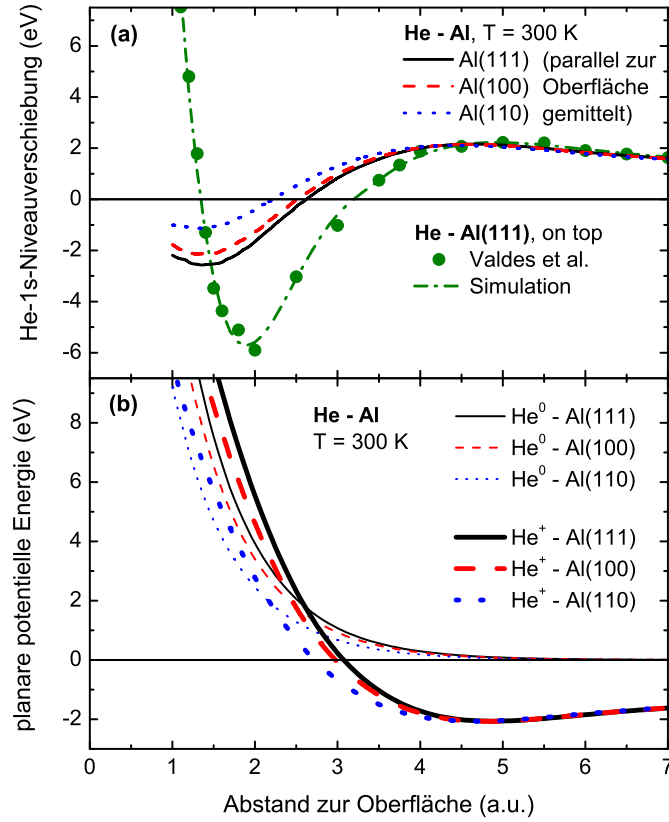 He-1s-Niveauverschiebung (eV)
8
6
4
2
0
-2
-4
-6
(a)
He - Al, T = 300 K
Al(111) (parallel zur
Al(100) Oberfläche
Al(110) gemittelt)
He - Al(111), on top
Valdes et al.
Simulation
planare potentielle Energie (eV)
8
6
4
2
0
-2
(b)
He - Al
T = 300 K
He⁰ - Al(111)
He⁰ - Al(100)
He⁰ - Al(110)
He⁺ - Al(111)
He⁺ - Al(100)
He⁺ - Al(110)
0 1 2 3 4 5 6 7
Abstand zur Oberfläche (a.u.)